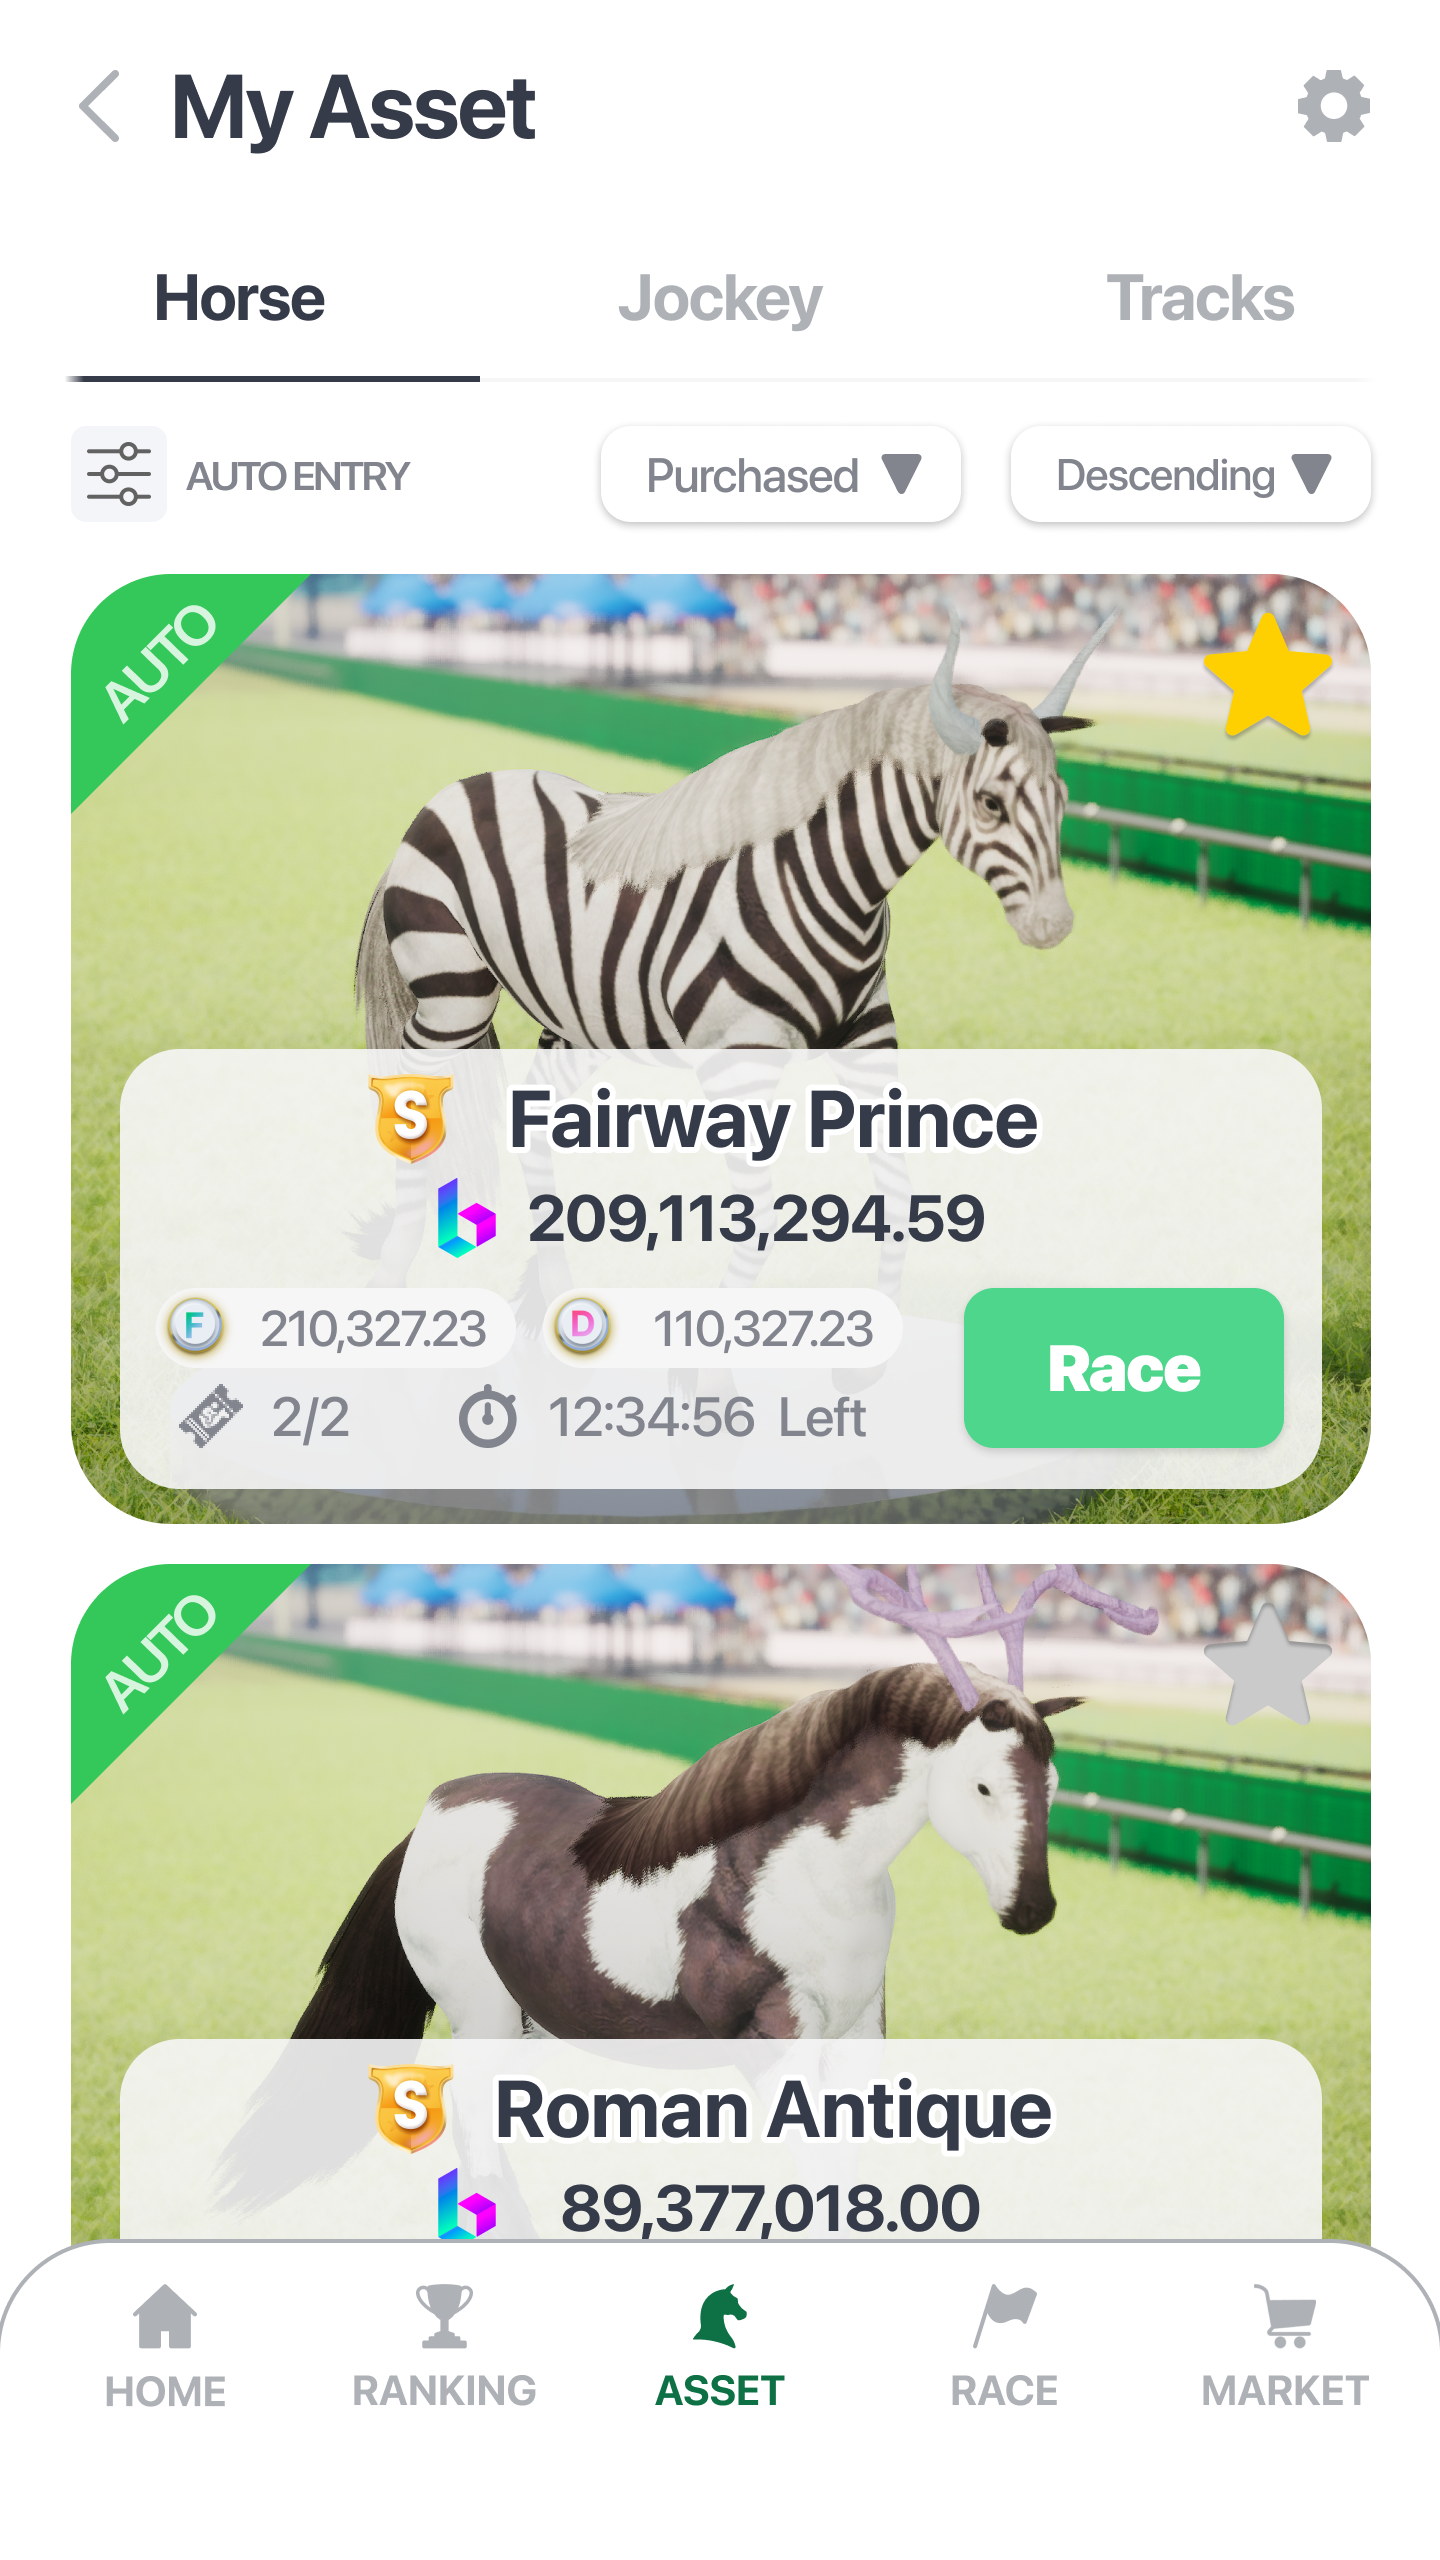 My Asset
Horse Jockey Tracks
AUTO ENTRY Purchased Descending
AUTO
S Fairway Prince
209,113,294.59
F 210,327.23 D 110,327.23
Race
2/2 12:34:56 Left
AUTO
S Roman Antique
89,377,018.00
HOME RANKING ASSET RACE MARKET